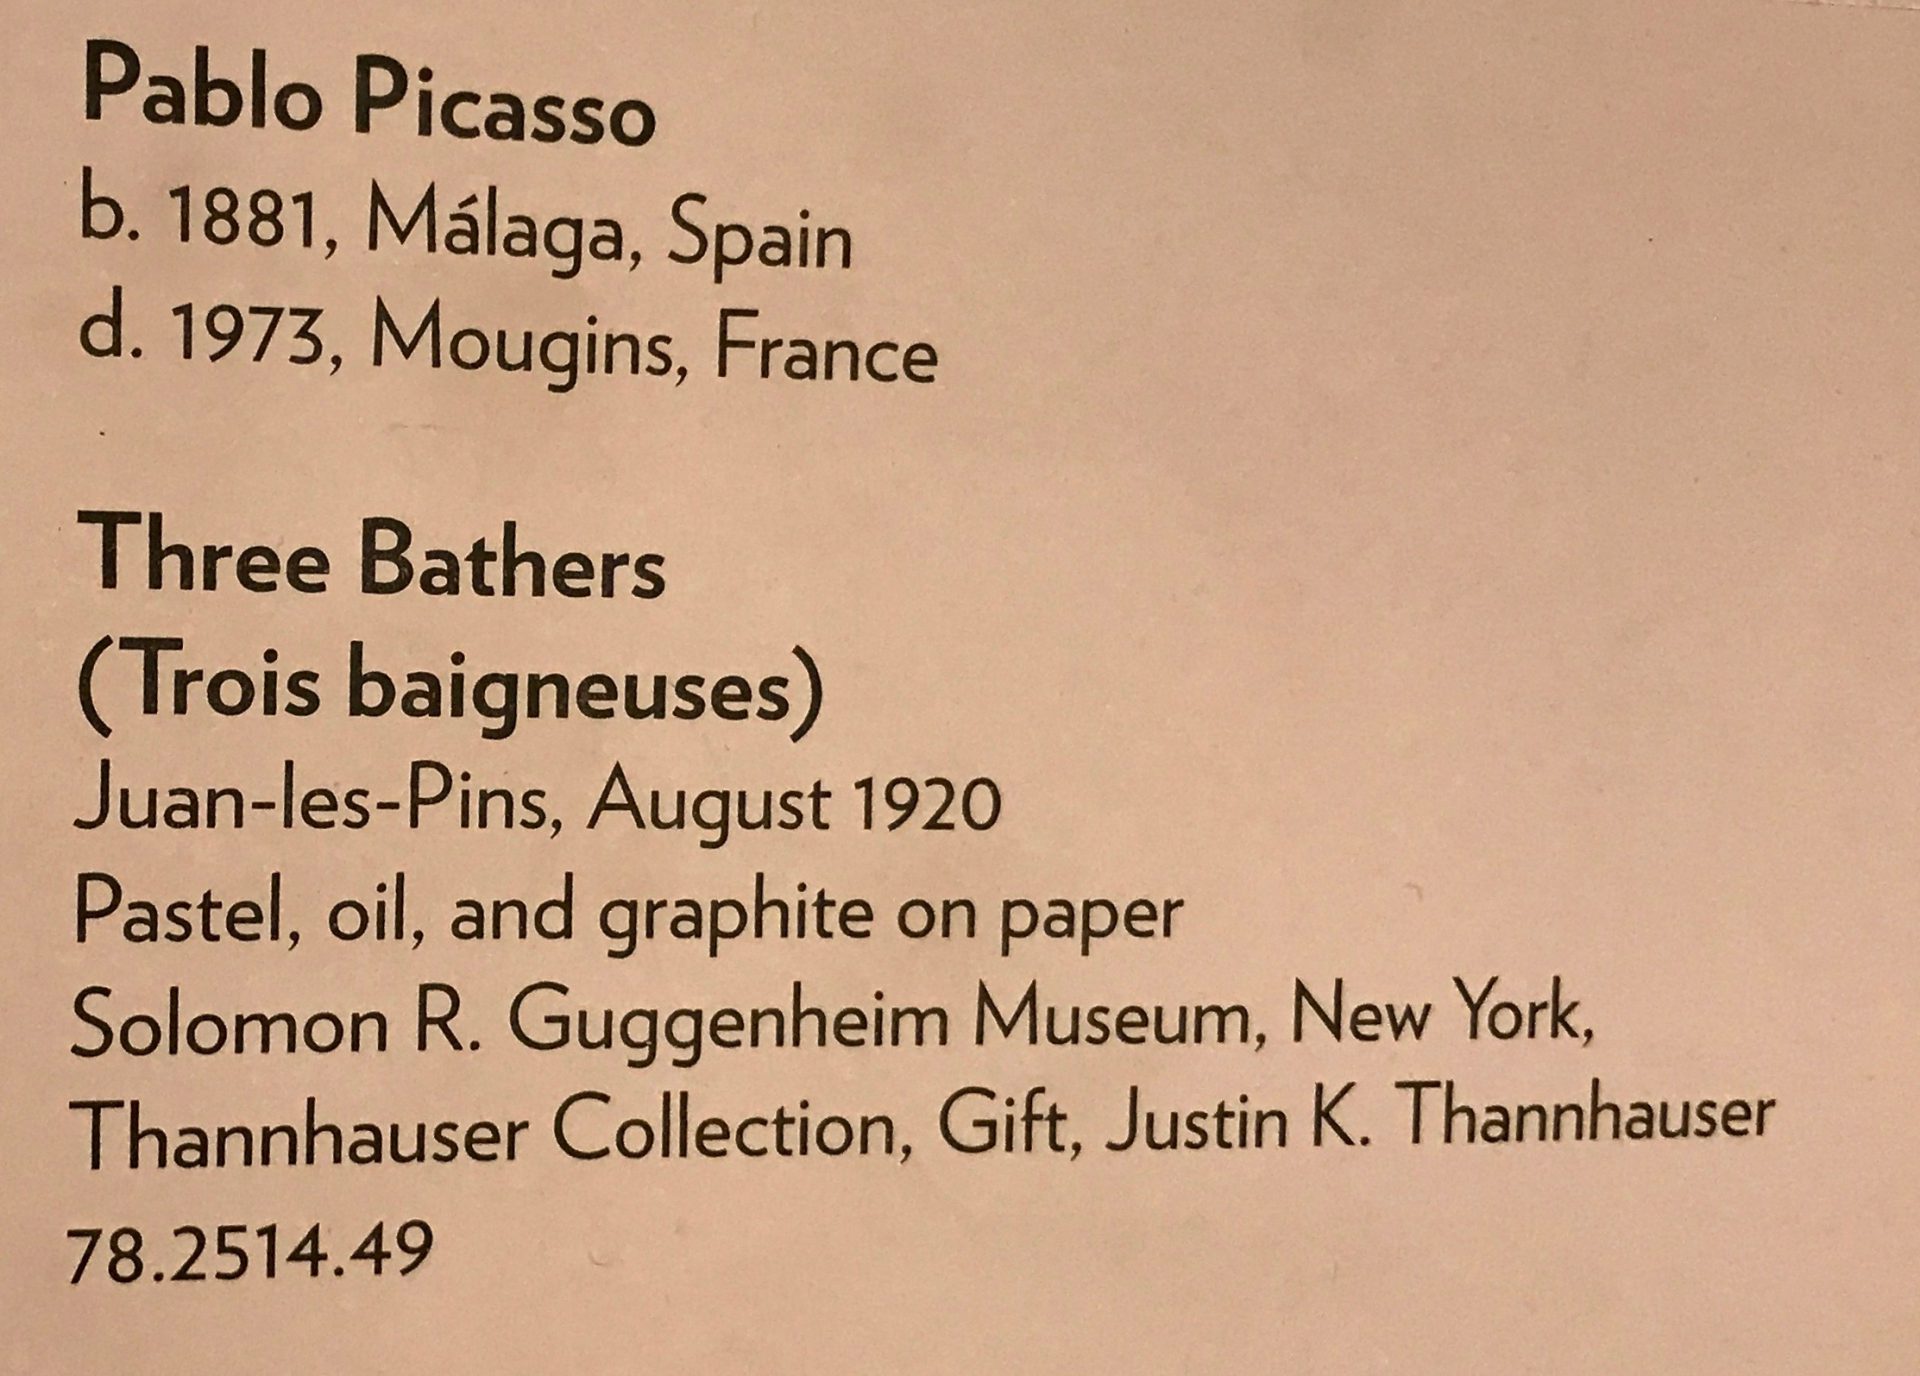 Pablo Picasso
b. 1881, Málaga, Spain
d. 1973, Mougins, France
Three Bathers
(Trois baigneuses)
Juan-les-Pins, August 1920
Pastel, oil, and graphite on paper
Solomon R. Guggenheim Museum, New York,
Thannhauser Collection, Gift, Justin K. Thannhauser
78.2514.49